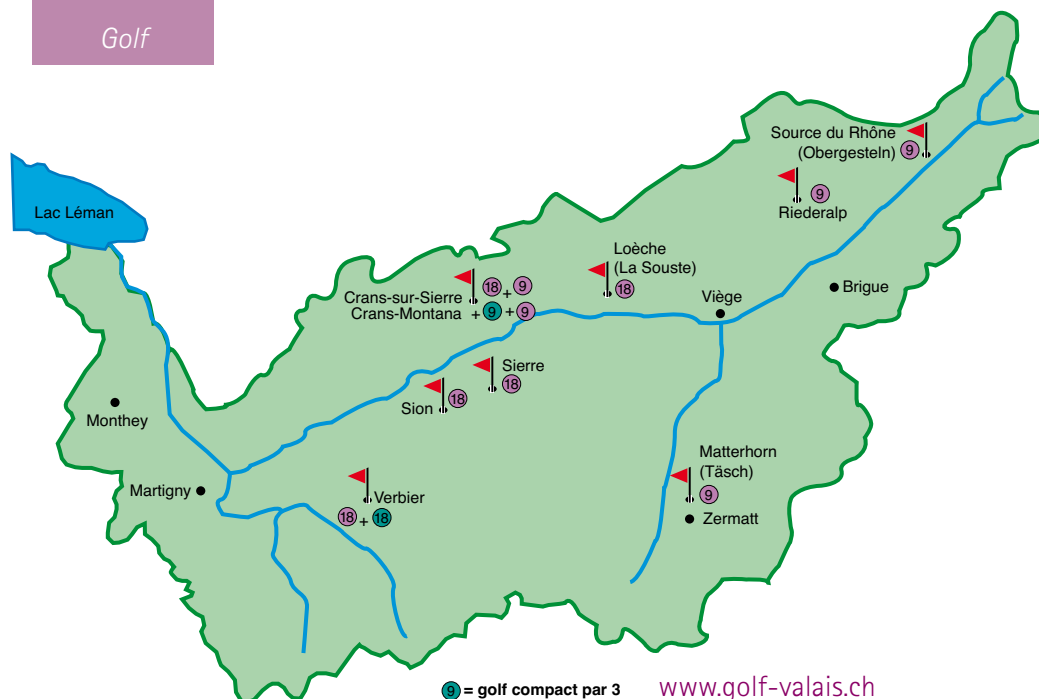 Golf
Source du Rhône
(Obergesteln)
9
9
Riederalp
Lac Léman
Loèche
(La Souste)
18
Crans-sur-Sierre
18 + 9
Crans-Montana
+ 9 + 9
Viège
Brigue
Sierre
18
Sion
18
Monthey
Martigny
Verbier
18 + 18
Matterhorn
(Täsch)
9
Zermatt
9 = golf compact par 3
www.golf-valais.ch